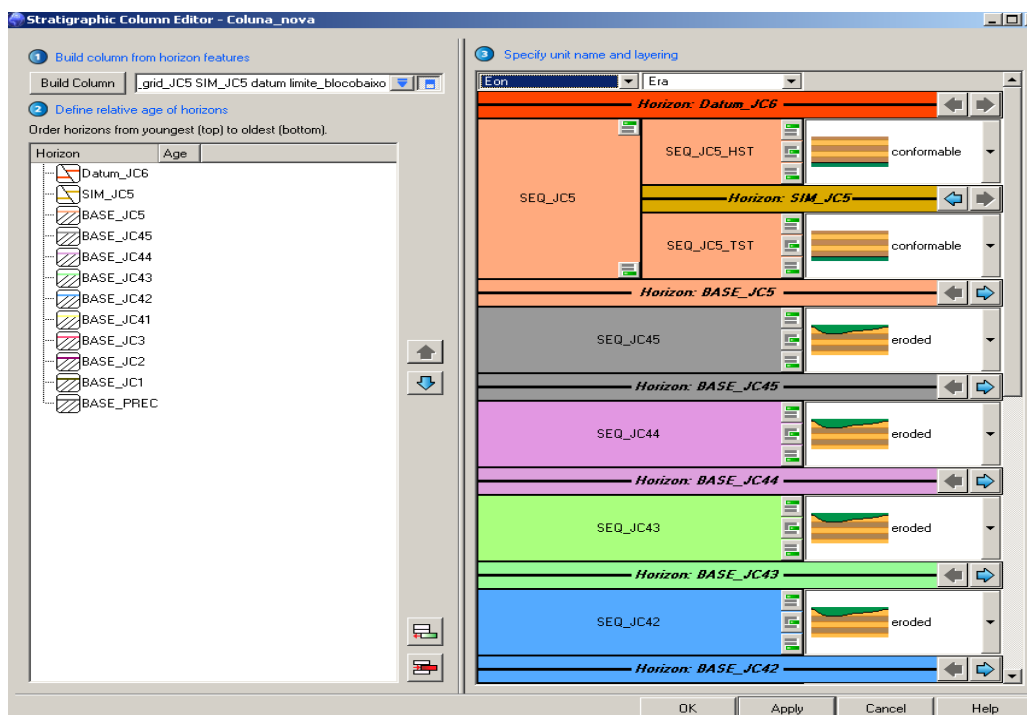 Stratigraphic Column Editor - Coluna_nova
1 Build column from horizon features
Build Column _grid_JC5 SIM_JC5 datum limite_blocobaixo
2 Define relative age of horizons
Order horizons from youngest (top) to oldest (bottom).
Horizon Age
Datum_JC6
SIM_JC5
BASE_JC5
BASE_JC45
BASE_JC44
BASE_JC43
BASE_JC42
BASE_JC41
BASE_JC3
BASE_JC2
BASE_JC1
BASE_PREC
3 Specify unit name and layering
Eon Era
Horizon: Datum_JC6
SEQ_JC5
SEQ_JC5_HST conformable
Horizon: SIM_JC5
SEQ_JC5_TST conformable
Horizon: BASE_JC5
SEQ_JC45 eroded
Horizon: BASE_JC45
SEQ_JC44 eroded
Horizon: BASE_JC44
SEQ_JC43 eroded
Horizon: BASE_JC43
SEQ_JC42 eroded
Horizon: BASE_JC42
OK Apply Cancel Help